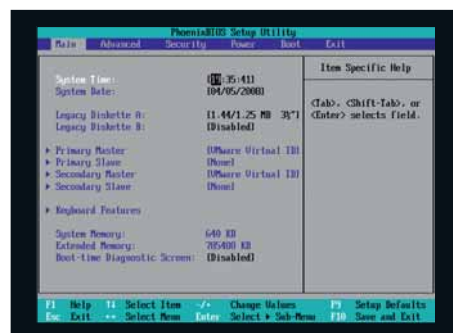 PhoenixBIOS Setup Utility
Main Advanced Security Power Boot Exit
Item Specific Help
System Time: [19:35:41]
System Date: [04/05/2008]
<Tab>, <Shift-Tab>, or
<Enter> selects field.
Legacy Diskette A: [1.44/1.25 MB 3½"]
Legacy Diskette B: [Disabled]
▶ Primary Master [VMware Virtual ID]
▶ Primary Slave [None]
▶ Secondary Master [VMware Virtual ID]
▶ Secondary Slave [None]
▶ Keyboard Features
System Memory: 640 KB
Extended Memory: KB
Boot-time Diagnostic Screen: [Disabled]
F1 Help ↑↓ Select Item -/+ Change Values F9 Setup Defaults
Esc Exit ↔ Select Menu Enter Select ▶ Sub-Menu F10 Save and Exit